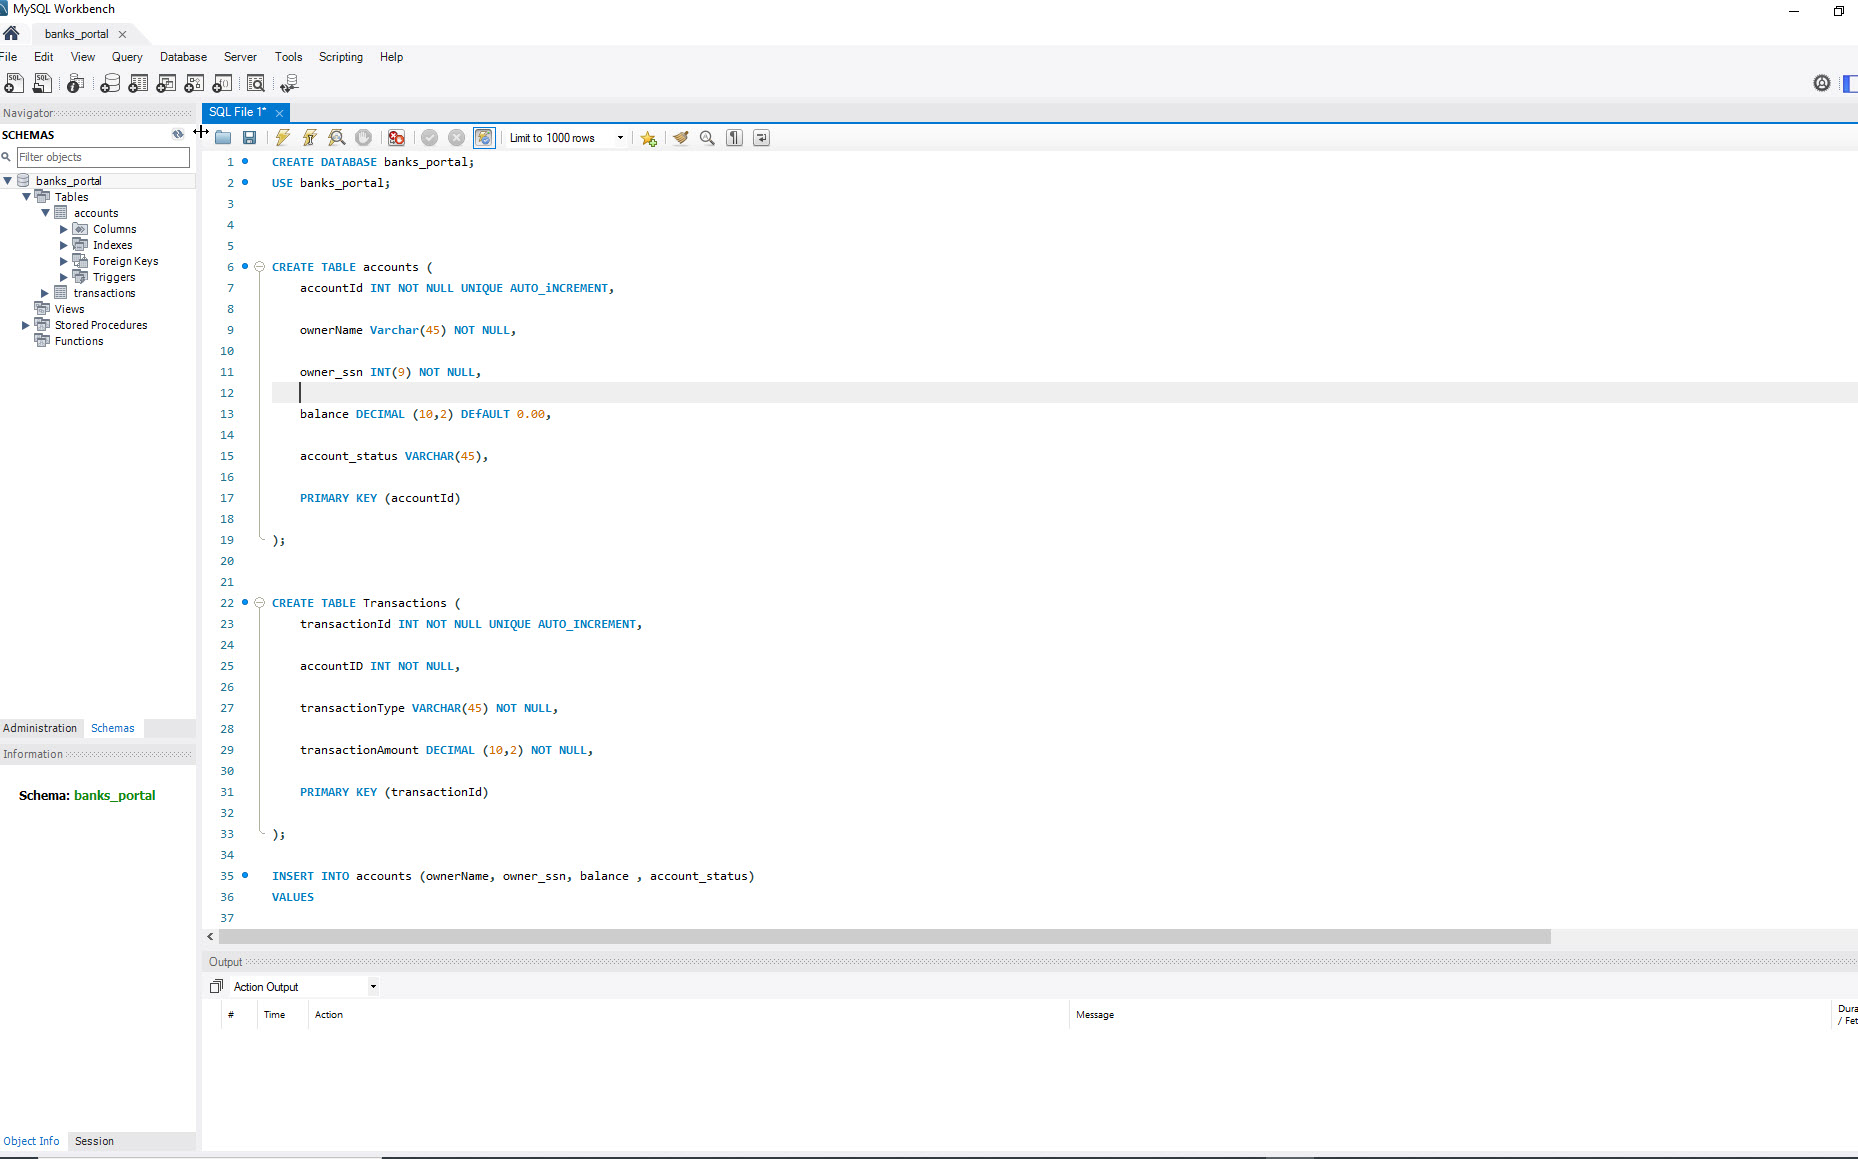 MySQL Workbench
banks_portal
File Edit View Query Database Server Tools Scripting Help
Navigator
SCHEMAS
Filter objects
banks_portal
Tables
accounts
Columns
Indexes
Foreign Keys
Triggers
transactions
Views
Stored Procedures
Functions
Administration Schemas
Information
Schema: banks_portal
Object Info Session
SQL File 1*
Limit to 1000 rows
1 CREATE DATABASE banks_portal;
2 USE banks_portal;
3
4
5
6 CREATE TABLE accounts (
7 accountId INT NOT NULL UNIQUE AUTO_iNCREMENT,
8
9 ownerName Varchar(45) NOT NULL,
10
11 owner_ssn INT(9) NOT NULL,
12
13 balance DECIMAL (10,2) DEfAULT 0.00,
14
15 account_status VARCHAR(45),
16
17 PRIMARY KEY (accountId)
18
19 );
20
21
22 CREATE TABLE Transactions (
23 transactionId INT NOT NULL UNIQUE AUTO_INCREMENT,
24
25 accountID INT NOT NULL,
26
27 transactionType VARCHAR(45) NOT NULL,
28
29 transactionAmount DECIMAL (10,2) NOT NULL,
30
31 PRIMARY KEY (transactionId)
32
33 );
34
35 INSERT INTO accounts (ownerName, owner_ssn, balance , account_status)
36 VALUES
37
Output
Action Output
# Time Action Message Dura
/ Fet